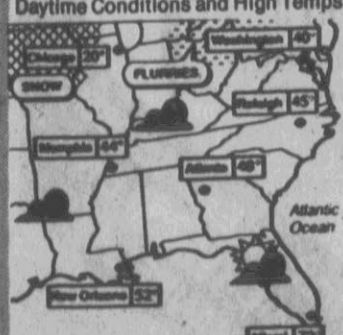 Daytime Conditions and High Temps
Washington 40°
Chicago 20°
FLURRIES
SNOW
Raleigh 45°
Memphis 44°
Atlanta 48°
Atlantic
Ocean
New Orleans 52°
Miami